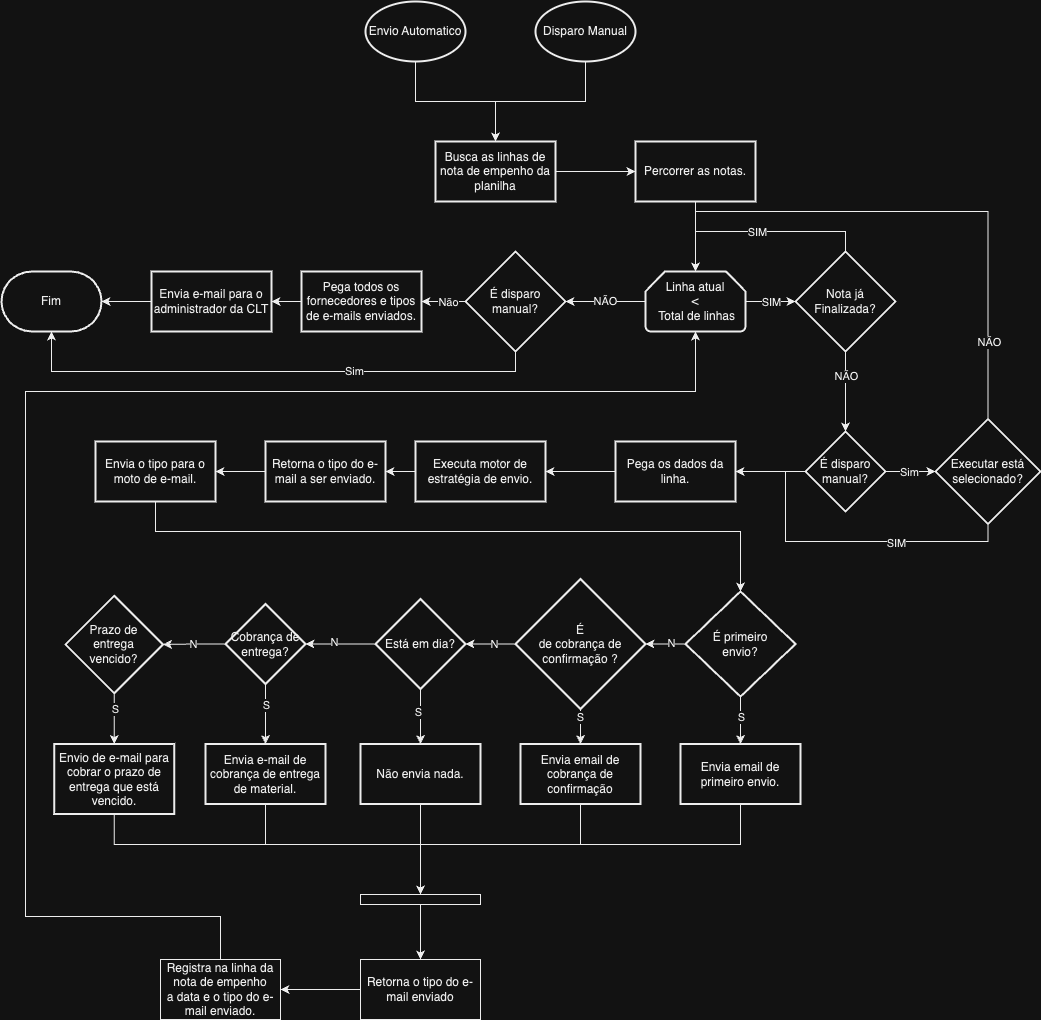 Envio Automatico
Disparo Manual
Busca as linhas de
nota de empenho da
planilha
Percorrer as notas.
SIM
Fim
Envia e-mail para o
administrador da CLT
Pega todos os
fornecedores e tipos
de e-mails enviados.
Não
É disparo
manual?
NÃO
Linha atual
<
Total de linhas
SIM
Nota já
Finalizada?
NÃO
Sim
NÃO
Envia o tipo para o
moto de e-mail.
Retorna o tipo do e-
mail a ser enviado.
Executa motor de
estratégia de envio.
Pega os dados da
linha.
É disparo
manual?
Sim
Executar está
selecionado?
SIM
Prazo de
entrega
vencido?
N
Cobrança de
entrega?
N
Está em dia?
N
É
de cobrança de
confirmação ?
N
É primeiro
envio?
S
S
S
S
S
Envio de e-mail para
cobrar o prazo de
entrega que está
vencido.
Envia e-mail de
cobrança de entrega
de material.
Não envia nada.
Envia email de
cobrança de
confirmação
Envia email de
primeiro envio.
Registra na linha da
nota de empenho
a data e o tipo do e-
mail enviado.
Retorna o tipo do e-
mail enviado